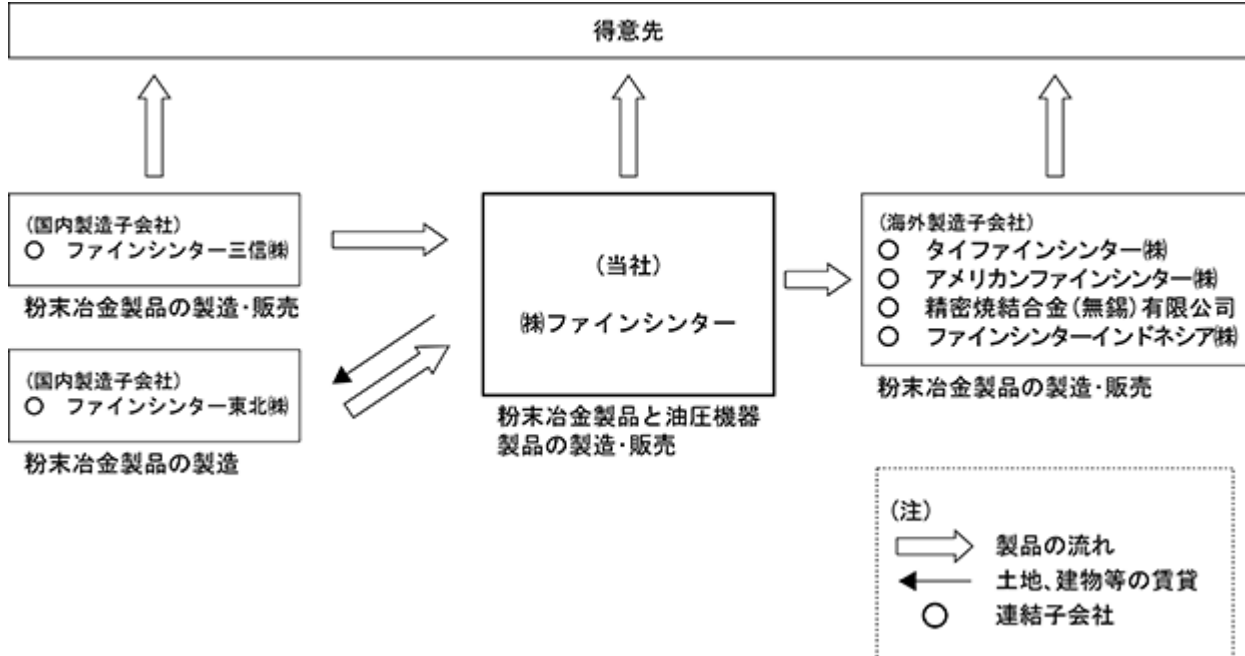 得意先
(国内製造子会社)
○ ファインシンター三信㈱
粉末冶金製品の製造・販売
(国内製造子会社)
○ ファインシンター東北㈱
粉末冶金製品の製造
(当社)
㈱ファインシンター
粉末冶金製品と油圧機器
製品の製造・販売
(海外製造子会社)
○ タイファインシンター㈱
○ アメリカンファインシンター㈱
○ 精密焼結合金(無錫)有限公司
○ ファインシンターインドネシア㈱
粉末冶金製品の製造・販売
(注)
製品の流れ
土地、建物等の賃貸
○ 連結子会社